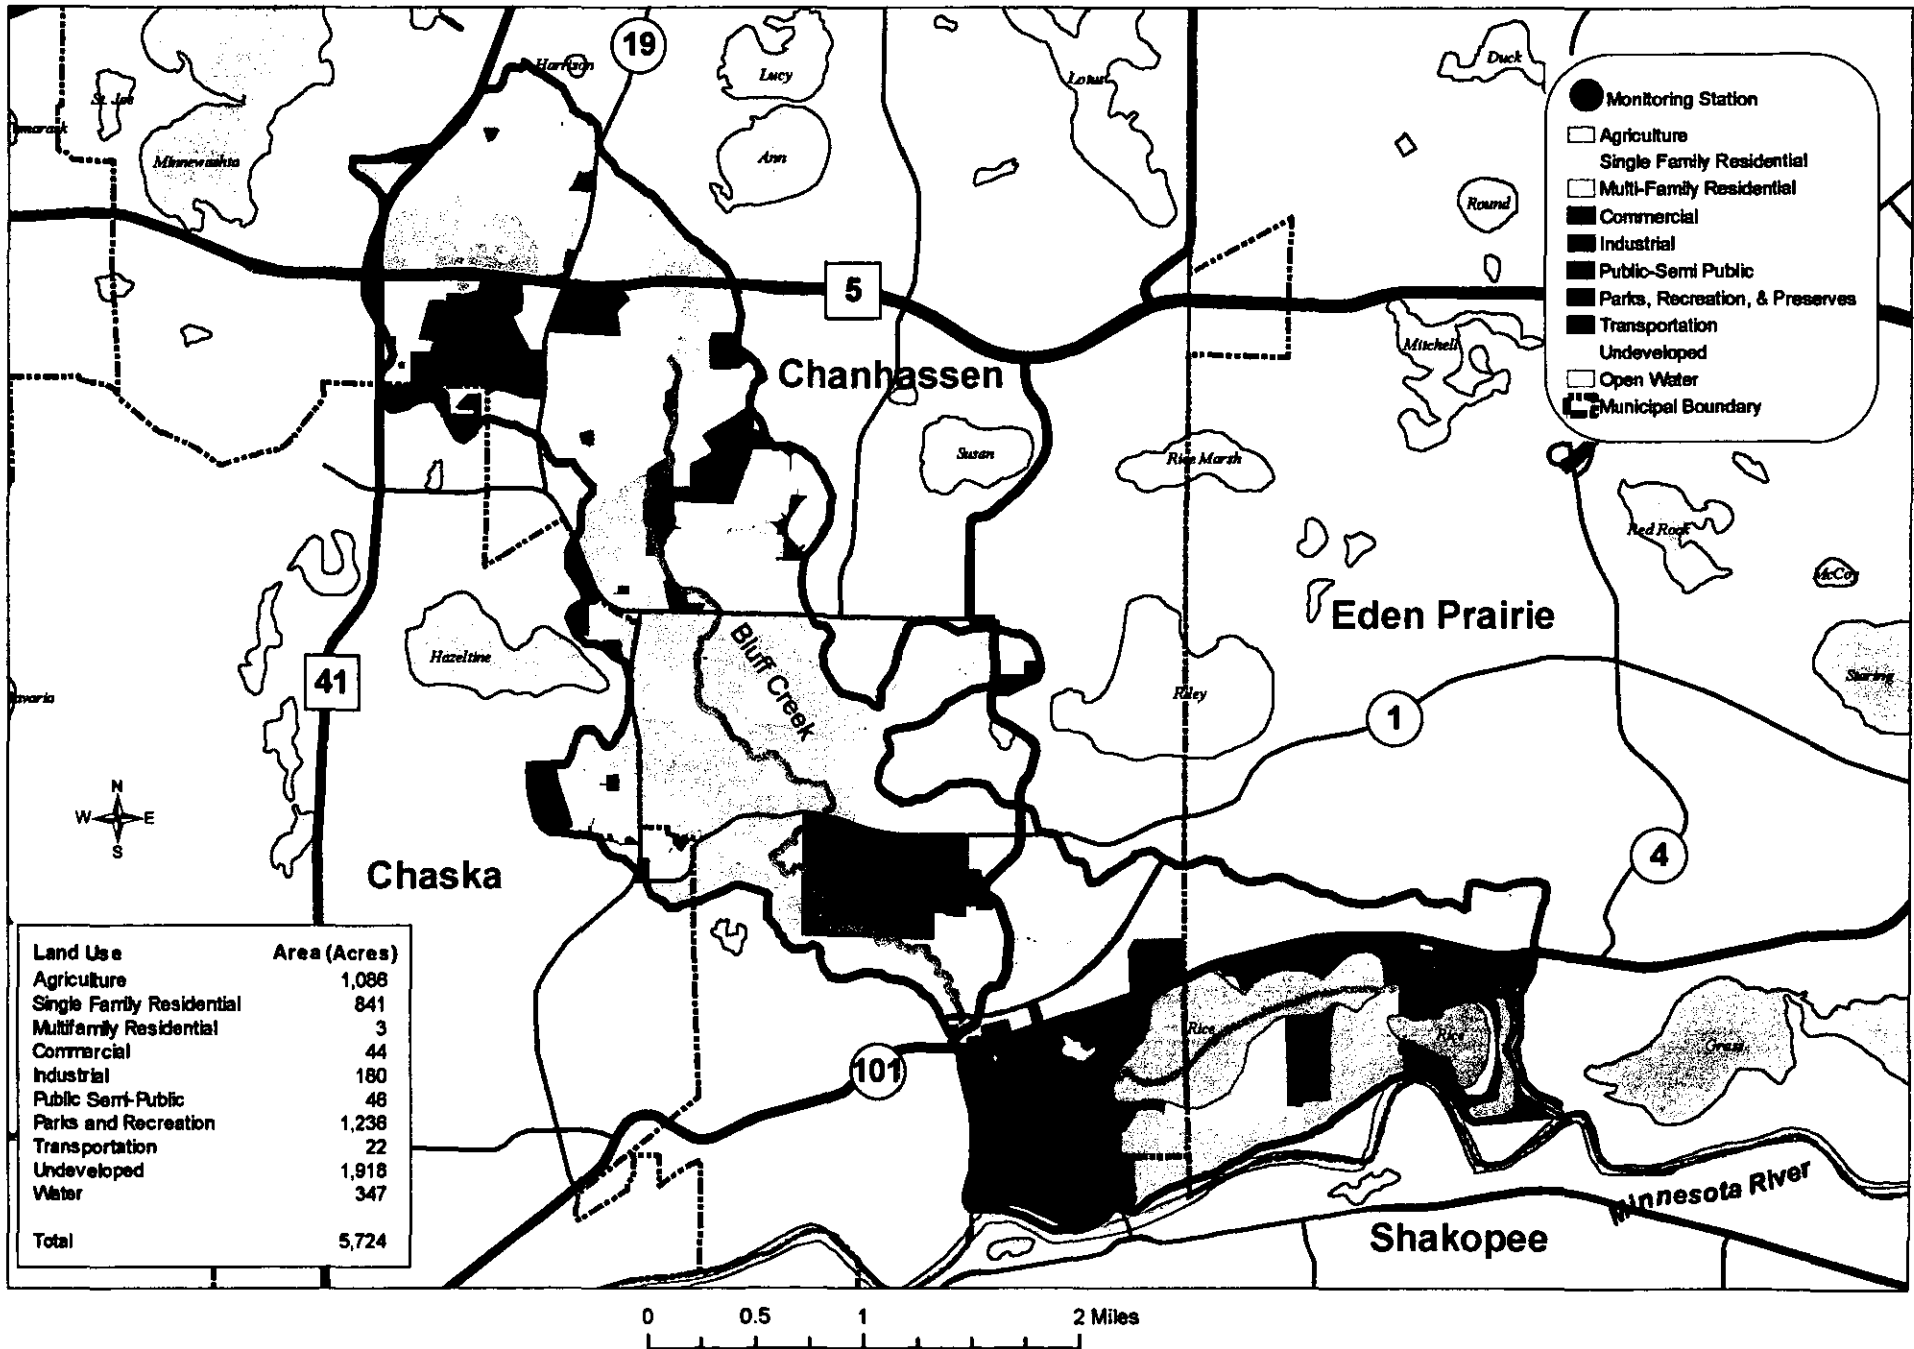 19
Harrison
Lucy
Lotus
Duck
St. Joe
Minnewashta
Ann
Round
5
Mitchell
Chanhassen
Susan
Rice Marsh
Red Rock
McCoy
Eden Prairie
Bluff Creek
Hazeltine
41
Riley
Staring
1
N
W E
S
4
Chaska
Rice
Rice
Grass
101
Minnesota River
Shakopee
Monitoring Station
Agriculture
Single Family Residential
Multi-Family Residential
Commercial
Industrial
Public-Semi Public
Parks, Recreation, & Preserves
Transportation
Undeveloped
Open Water
Municipal Boundary
Land Use Area (Acres)
Agriculture 1,086
Single Family Residential 841
Multifamily Residential 3
Commercial 44
Industrial 180
Public Semi-Public 46
Parks and Recreation 1,236
Transportation 22
Undeveloped 1,918
Water 347
Total 5,724
0 0.5 1 2 Miles